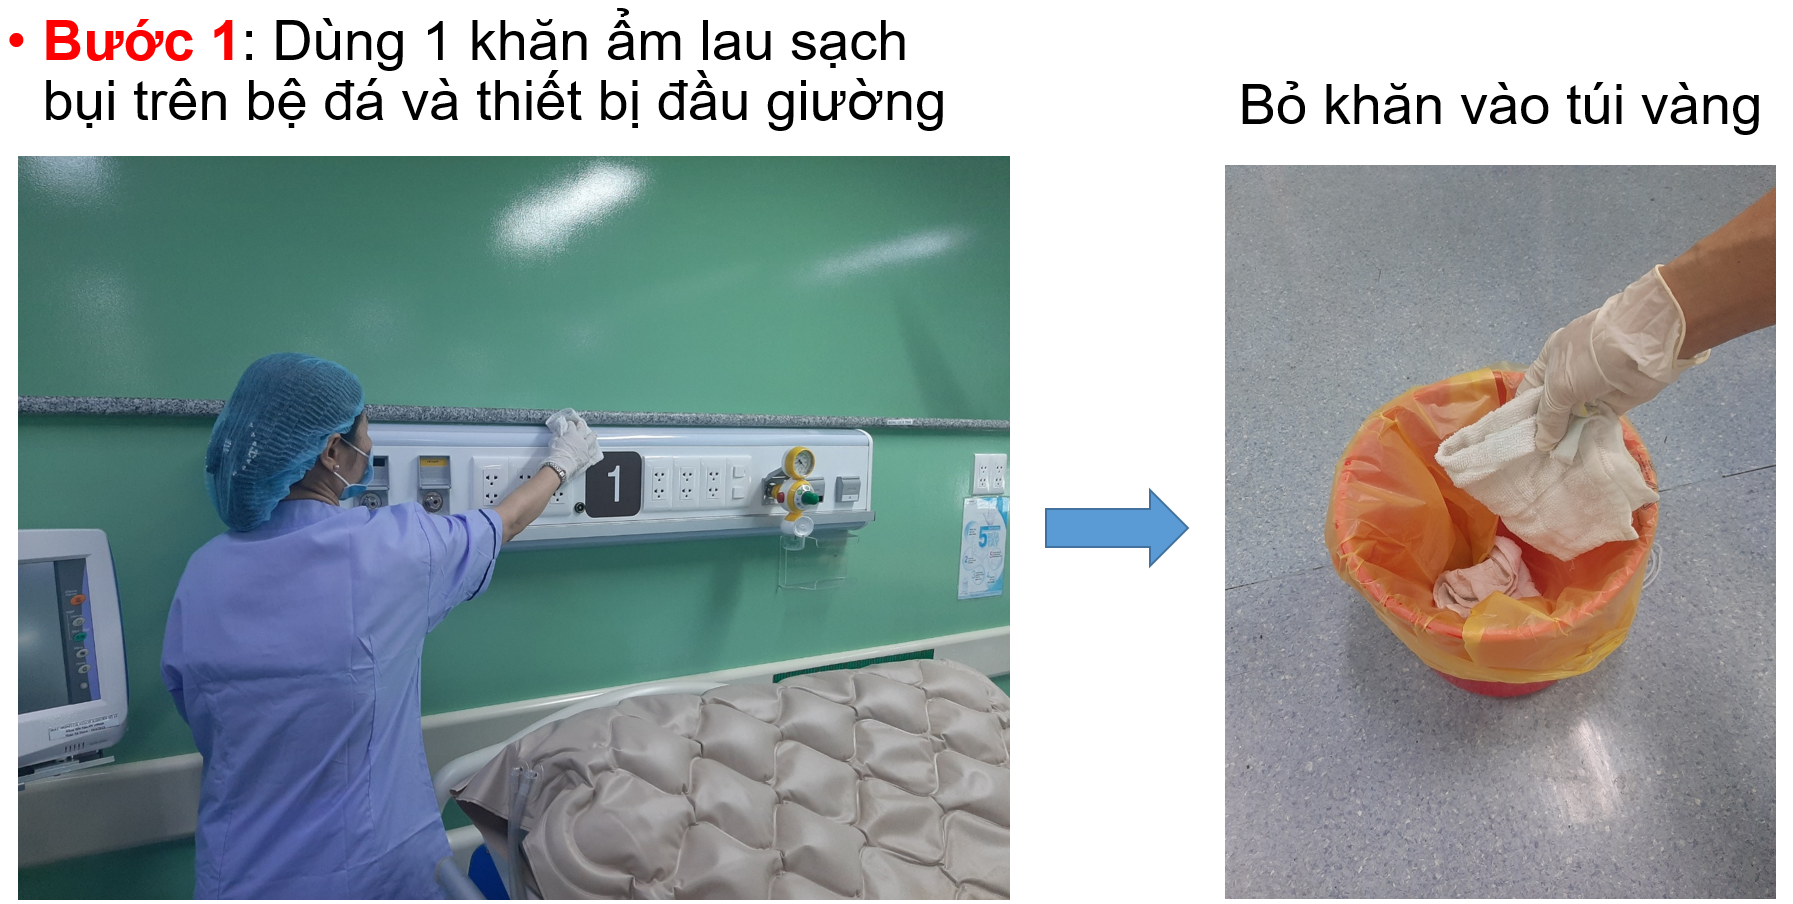 • Bước 1: Dùng 1 khăn ẩm lau sạch
bụi trên bệ đá và thiết bị đầu giường
Bỏ khăn vào túi vàng
1
5